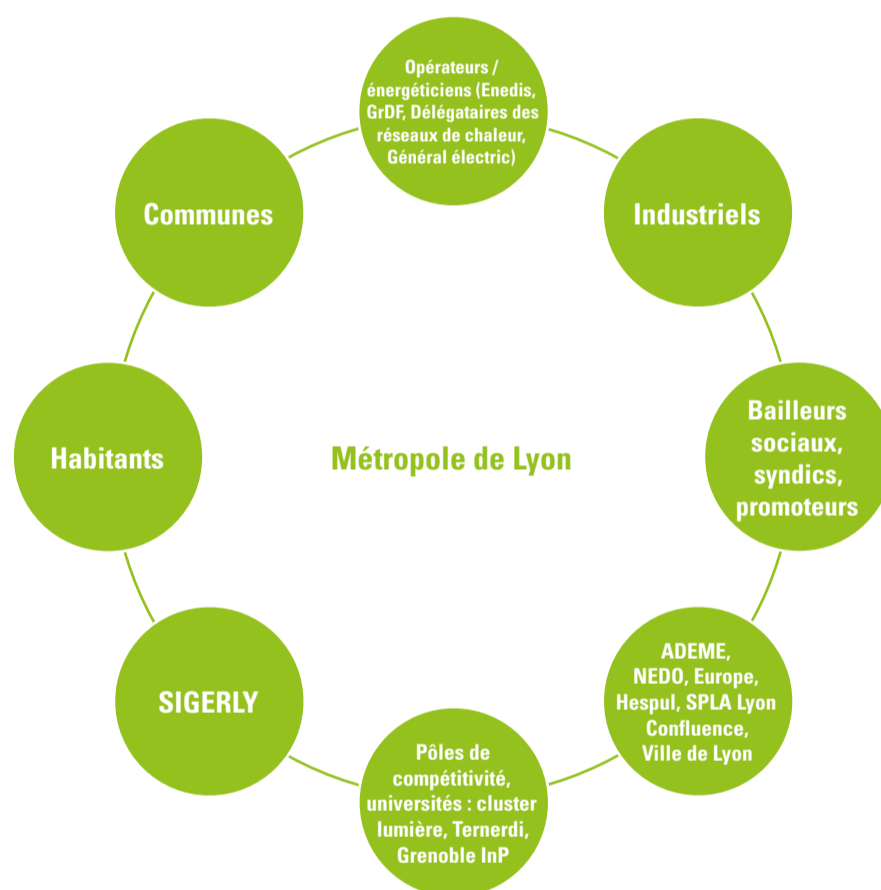 Opérateurs /
énergéticiens (Enedis,
GrDF, Délégataires des
réseaux de chaleur,
Général électric)
Communes
Industriels
Habitants
Métropole de Lyon
Bailleurs
sociaux,
syndics,
promoteurs
SIGERLY
ADEME,
NEDO, Europe,
Hespul, SPLA Lyon
Confluence,
Ville de Lyon
Pôles de
compétitivité,
universités : cluster
lumière, Ternerdi,
Grenoble InP